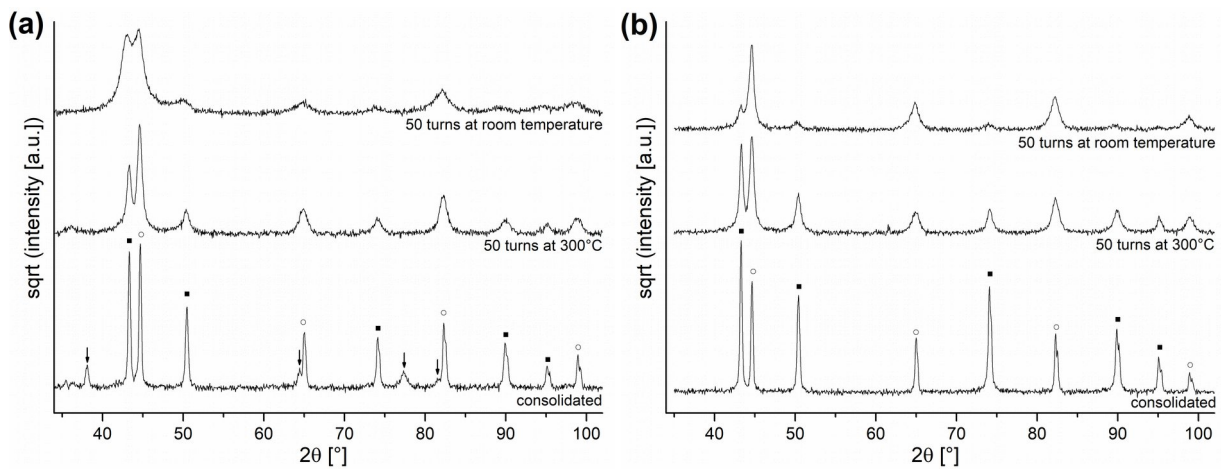 (a)
sqrt (intensity [a.u.])
50 turns at room temperature
50 turns at 300°C
consolidated
40 50 60 70 80 90 100
2θ [°]
(b)
sqrt (intensity [a.u.])
50 turns at room temperature
50 turns at 300°C
consolidated
40 50 60 70 80 90 100
2θ [°]